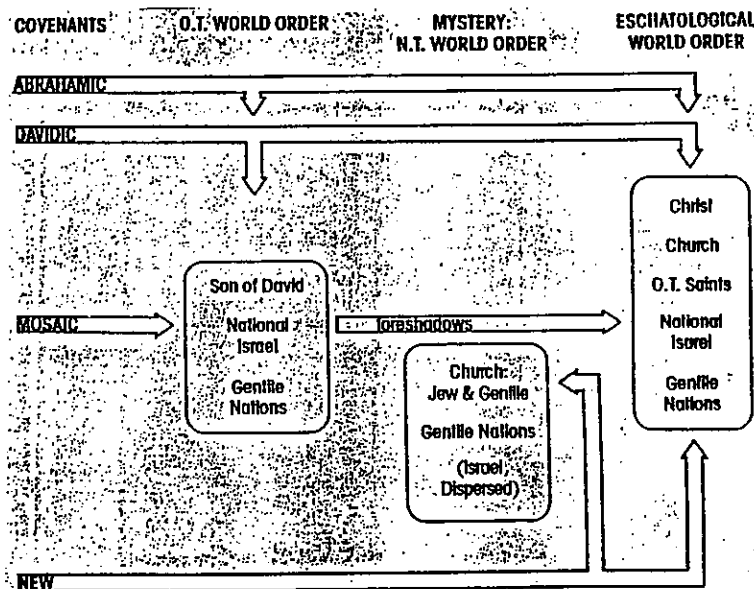 COVENANTS
O.T. WORLD ORDER
MYSTERY:
N.T. WORLD ORDER
ESCHATOLOGICAL
WORLD ORDER
ABRAHAMIC
DAVIDIC
MOSAIC
Son of David
National
Israel
Gentile
Nations
foreshadows
Church:
Jew & Gentile
Gentile Nations
(Israel
Dispersed)
Christ
Church
O.T. Saints
National
Isarel
Gentile
Nations
NEW